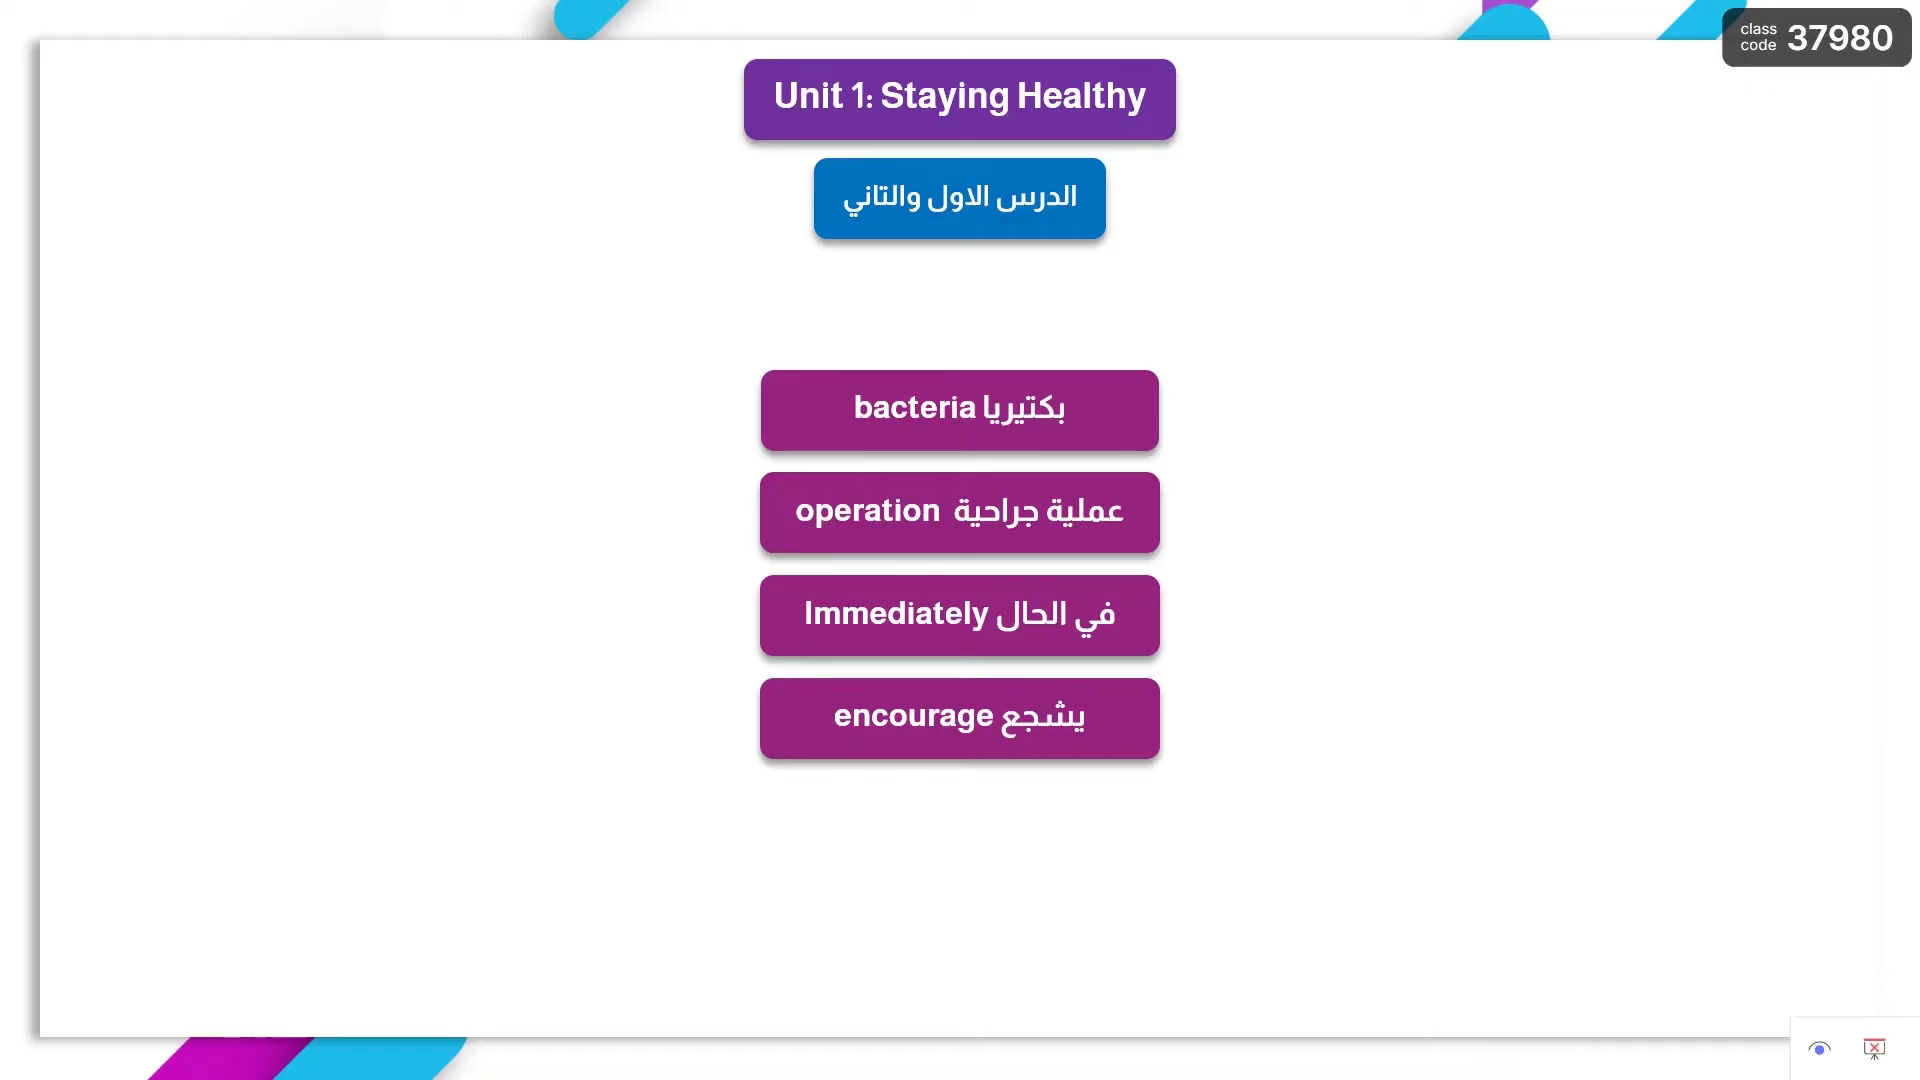 class code 37980
Unit 1: Staying Healthy
الدرس الاول والتاني
bacteria بكتيريا
operation عملية جراحية
Immediately في الحال
encourage يشجع